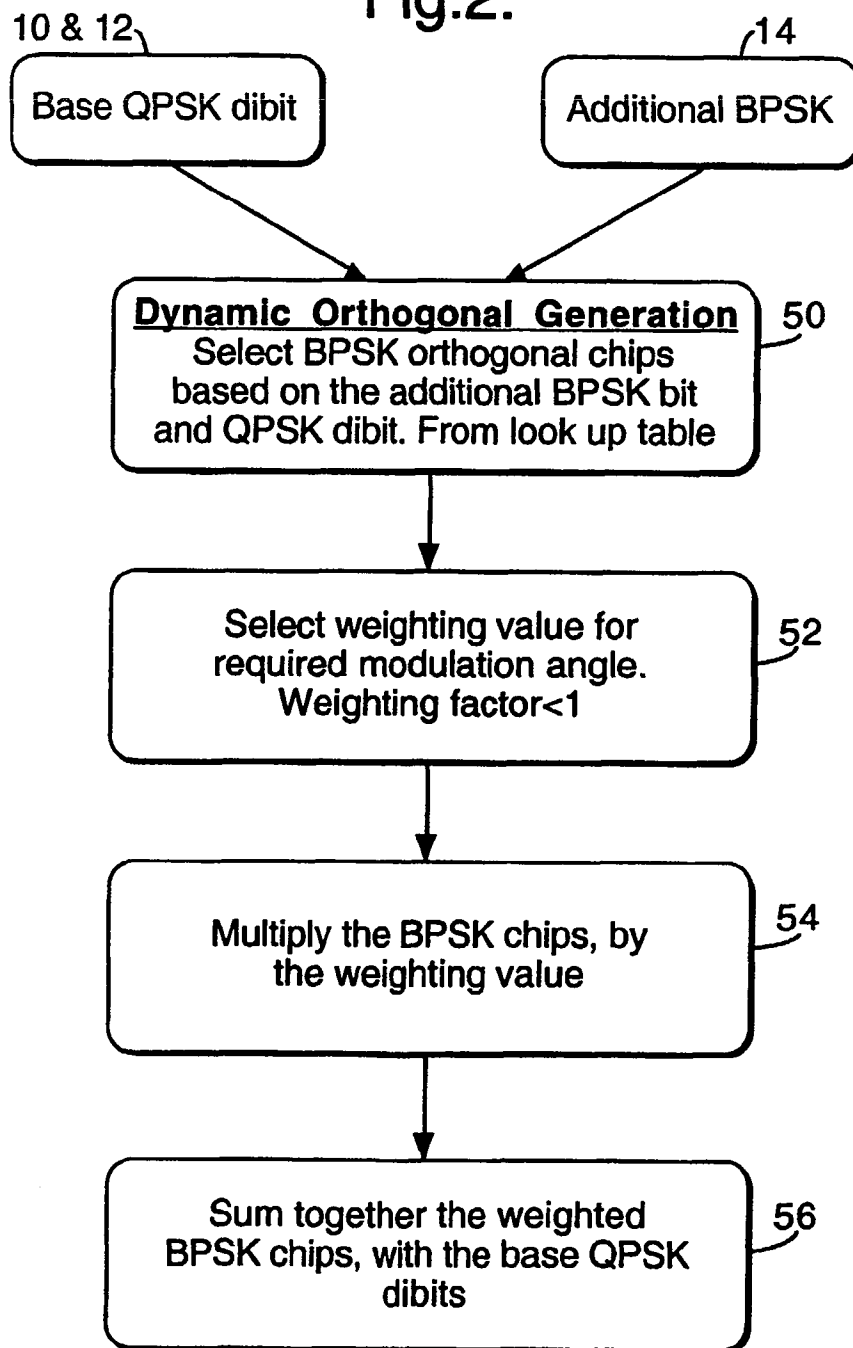 Fig.2.
10 & 12
14
Base QPSK dibit
Additional BPSK
Dynamic Orthogonal Generation
50
Select BPSK orthogonal chips
based on the additional BPSK bit
and QPSK dibit. From look up table
Select weighting value for
required modulation angle.
Weighting factor<1
52
Multiply the BPSK chips, by
the weighting value
54
Sum together the weighted
BPSK chips, with the base QPSK
dibits
56